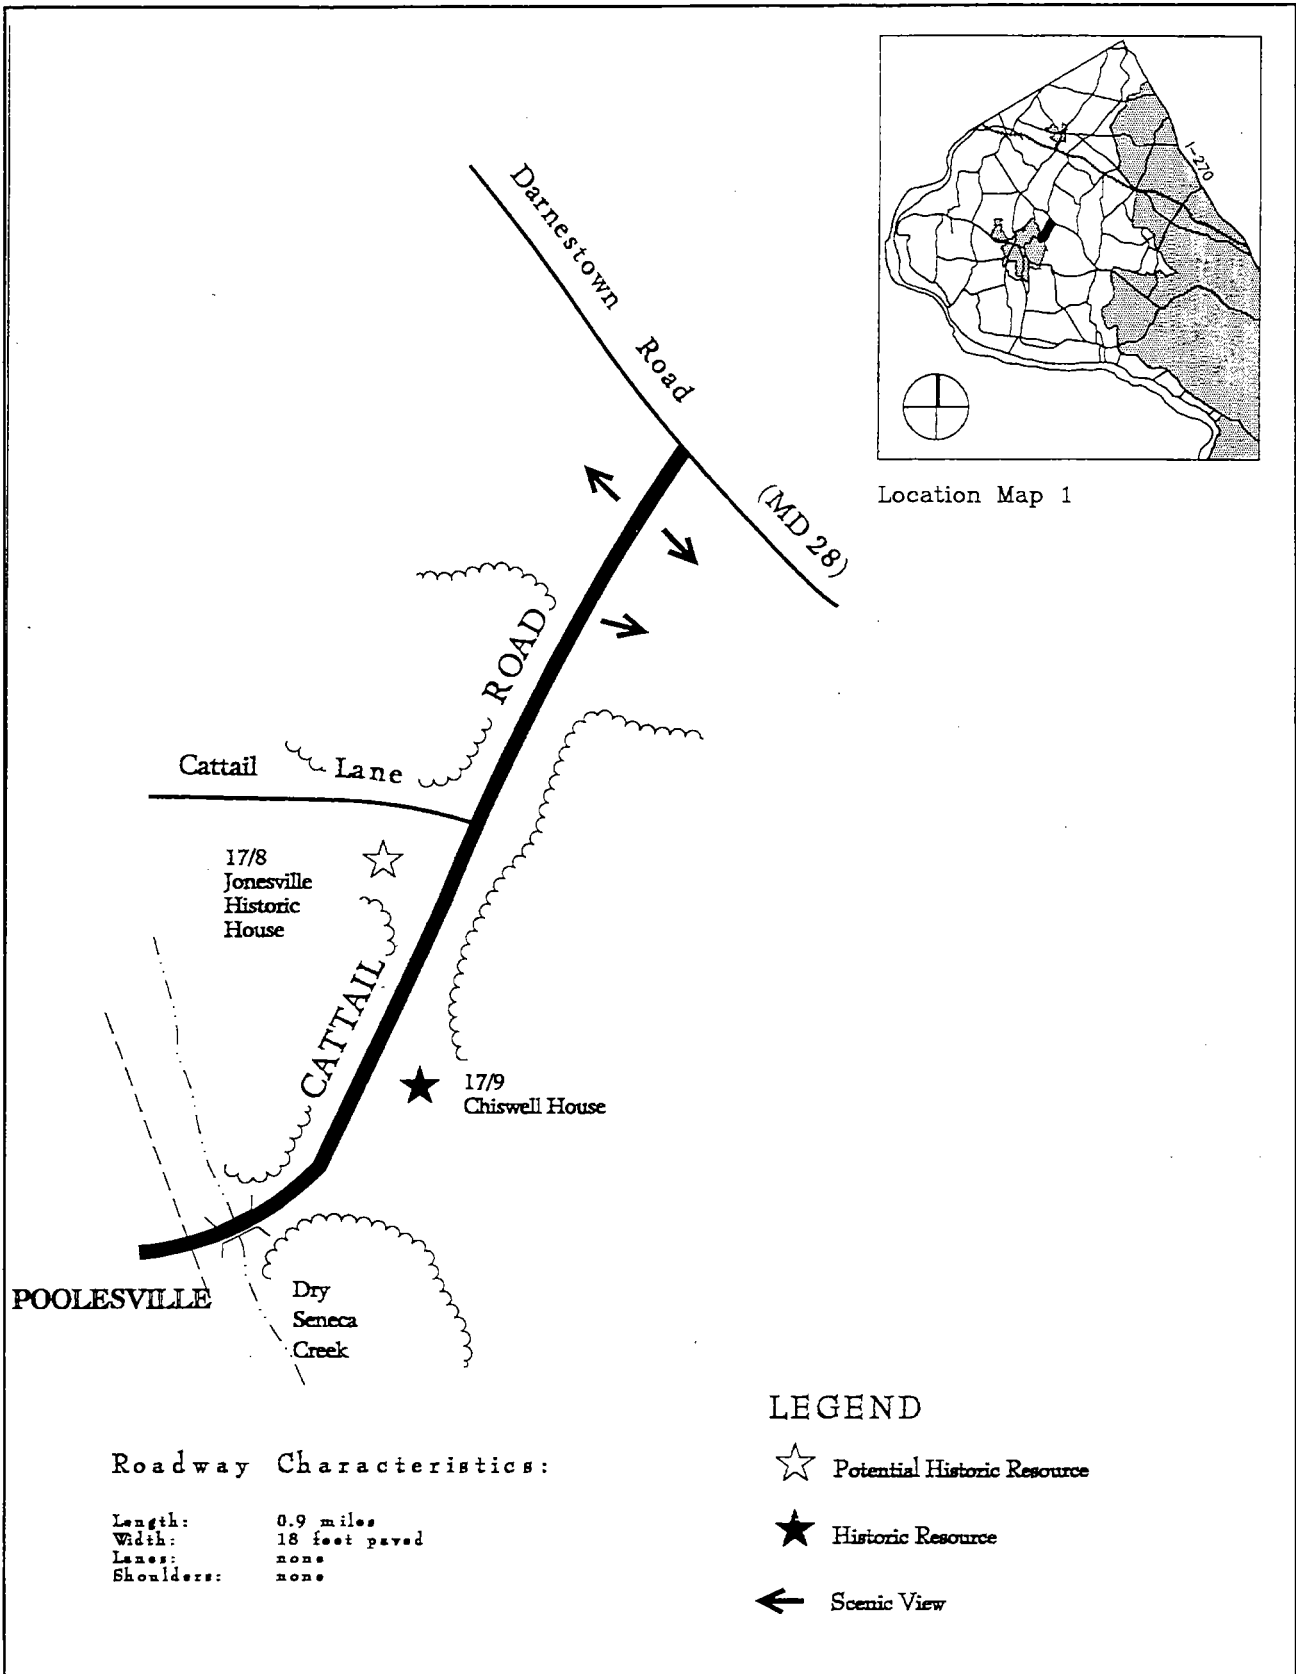 I-270
Location Map 1
Darnestown Road
(MD 28)
ROAD
Cattail Lane
17/8
Jonesville
Historic
House
CATTAIL
17/9
Chiswell House
POOLESVILLE
Dry
Seneca
Creek
LEGEND
Potential Historic Resource
Historic Resource
Scenic View
Roadway Characteristics:
Length: 0.9 miles
Width: 18 feet paved
Lanes: none
Shoulders: none